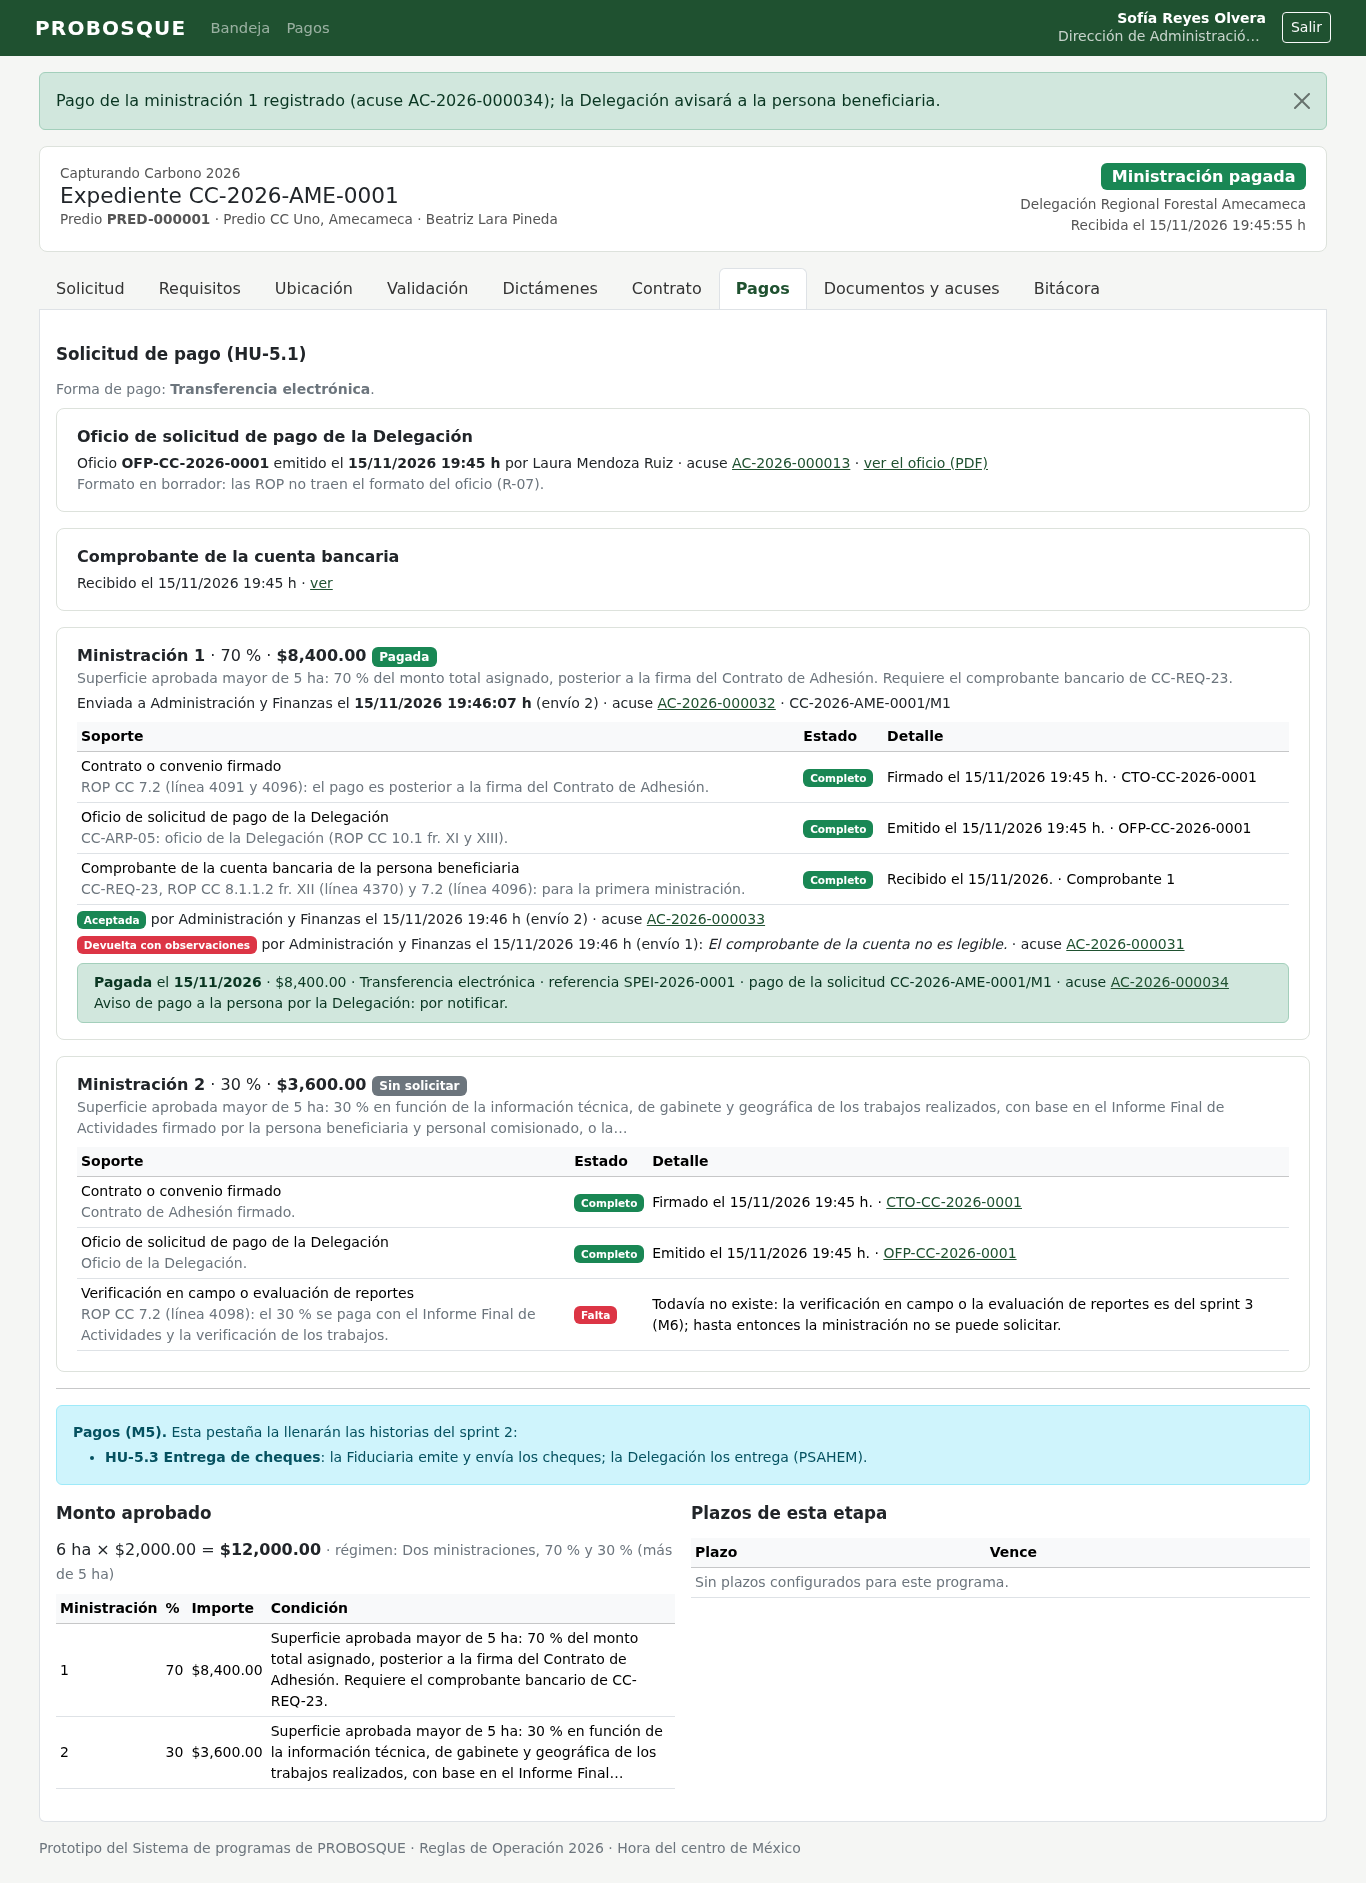 PROBOSQUE Bandeja Pagos
Sofía Reyes Olvera
Dirección de Administració…
Salir
Pago de la ministración 1 registrado (acuse AC-2026-000034); la Delegación avisará a la persona beneficiaria.
Capturando Carbono 2026
Expediente CC-2026-AME-0001
Predio PRED-000001 · Predio CC Uno, Amecameca · Beatriz Lara Pineda
Ministración pagada
Delegación Regional Forestal Amecameca
Recibida el 15/11/2026 19:45:55 h
Solicitud Requisitos Ubicación Validación Dictámenes Contrato Pagos Documentos y acuses Bitácora
Solicitud de pago (HU-5.1)
Forma de pago: Transferencia electrónica.
Oficio de solicitud de pago de la Delegación
Oficio OFP-CC-2026-0001 emitido el 15/11/2026 19:45 h por Laura Mendoza Ruiz · acuse AC-2026-000013 · ver el oficio (PDF)
Formato en borrador: las ROP no traen el formato del oficio (R-07).
Comprobante de la cuenta bancaria
Recibido el 15/11/2026 19:45 h · ver
Ministración 1 · 70 % · $8,400.00 Pagada
Superficie aprobada mayor de 5 ha: 70 % del monto total asignado, posterior a la firma del Contrato de Adhesión. Requiere el comprobante bancario de CC-REQ-23.
Enviada a Administración y Finanzas el 15/11/2026 19:46:07 h (envío 2) · acuse AC-2026-000032 · CC-2026-AME-0001/M1
Soporte Estado Detalle
Contrato o convenio firmado
ROP CC 7.2 (línea 4091 y 4096): el pago es posterior a la firma del Contrato de Adhesión.
Completo Firmado el 15/11/2026 19:45 h. · CTO-CC-2026-0001
Oficio de solicitud de pago de la Delegación
CC-ARP-05: oficio de la Delegación (ROP CC 10.1 fr. XI y XIII).
Completo Emitido el 15/11/2026 19:45 h. · OFP-CC-2026-0001
Comprobante de la cuenta bancaria de la persona beneficiaria
CC-REQ-23, ROP CC 8.1.1.2 fr. XII (línea 4370) y 7.2 (línea 4096): para la primera ministración.
Completo Recibido el 15/11/2026. · Comprobante 1
Aceptada por Administración y Finanzas el 15/11/2026 19:46 h (envío 2) · acuse AC-2026-000033
Devuelta con observaciones por Administración y Finanzas el 15/11/2026 19:46 h (envío 1): El comprobante de la cuenta no es legible. · acuse AC-2026-000031
Pagada el 15/11/2026 · $8,400.00 · Transferencia electrónica · referencia SPEI-2026-0001 · pago de la solicitud CC-2026-AME-0001/M1 · acuse AC-2026-000034
Aviso de pago a la persona por la Delegación: por notificar.
Ministración 2 · 30 % · $3,600.00 Sin solicitar
Superficie aprobada mayor de 5 ha: 30 % en función de la información técnica, de gabinete y geográfica de los trabajos realizados, con base en el Informe Final de
Actividades firmado por la persona beneficiaria y personal comisionado, o la…
Soporte Estado Detalle
Contrato o convenio firmado
Contrato de Adhesión firmado.
Completo Firmado el 15/11/2026 19:45 h. · CTO-CC-2026-0001
Oficio de solicitud de pago de la Delegación
Oficio de la Delegación.
Completo Emitido el 15/11/2026 19:45 h. · OFP-CC-2026-0001
Verificación en campo o evaluación de reportes
ROP CC 7.2 (línea 4098): el 30 % se paga con el Informe Final de
Actividades y la verificación de los trabajos.
Falta
Todavía no existe: la verificación en campo o la evaluación de reportes es del sprint 3
(M6); hasta entonces la ministración no se puede solicitar.
Pagos (M5). Esta pestaña la llenarán las historias del sprint 2:
• HU-5.3 Entrega de cheques: la Fiduciaria emite y envía los cheques; la Delegación los entrega (PSAHEM).
Monto aprobado
6 ha × $2,000.00 = $12,000.00 · régimen: Dos ministraciones, 70 % y 30 % (más
de 5 ha)
Ministración % Importe Condición
1 70 $8,400.00
Superficie aprobada mayor de 5 ha: 70 % del monto
total asignado, posterior a la firma del Contrato de
Adhesión. Requiere el comprobante bancario de CC-
REQ-23.
2 30 $3,600.00
Superficie aprobada mayor de 5 ha: 30 % en función de
la información técnica, de gabinete y geográfica de los
trabajos realizados, con base en el Informe Final…
Plazos de esta etapa
Plazo Vence
Sin plazos configurados para este programa.
Prototipo del Sistema de programas de PROBOSQUE · Reglas de Operación 2026 · Hora del centro de México